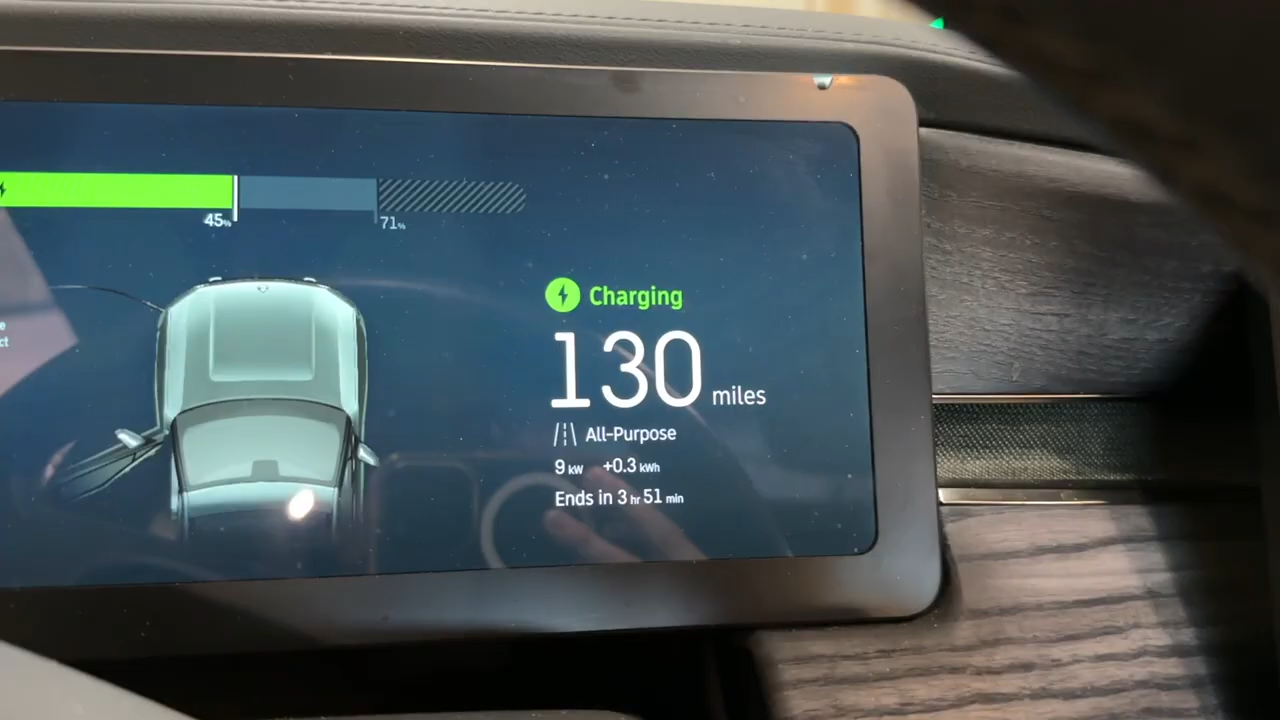 45%
71%
Charging
130 miles
All-Purpose
9 kW +0.3 kWh
Ends in 3 hr 51 min